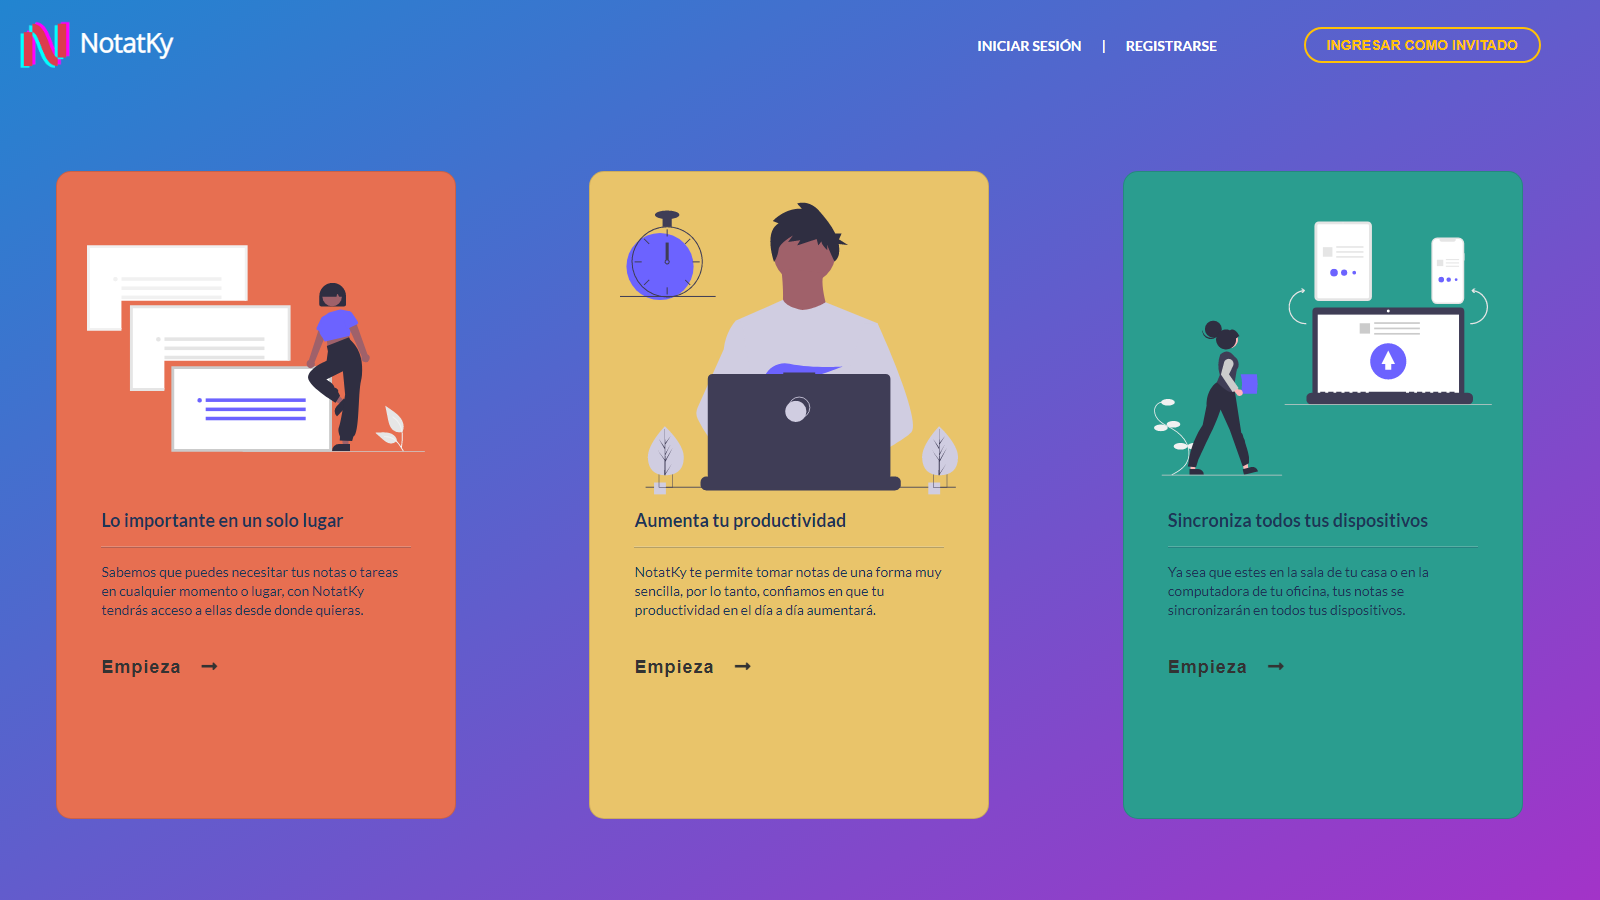 NotatKy
INICIAR SESIÓN | REGISTRARSE
INGRESAR COMO INVITADO
Lo importante en un solo lugar
Sabemos que puedes necesitar tus notas o tareas
en cualquier momento o lugar, con NotatKy
tendrás acceso a ellas desde donde quieras.
Empieza
Aumenta tu productividad
NotatKy te permite tomar notas de una forma muy
sencilla, por lo tanto, confiamos en que tu
productividad en el día a día aumentará.
Empieza
Sincroniza todos tus dispositivos
Ya sea que estes en la sala de tu casa o en la
computadora de tu oficina, tus notas se
sincronizarán en todos tus dispositivos.
Empieza